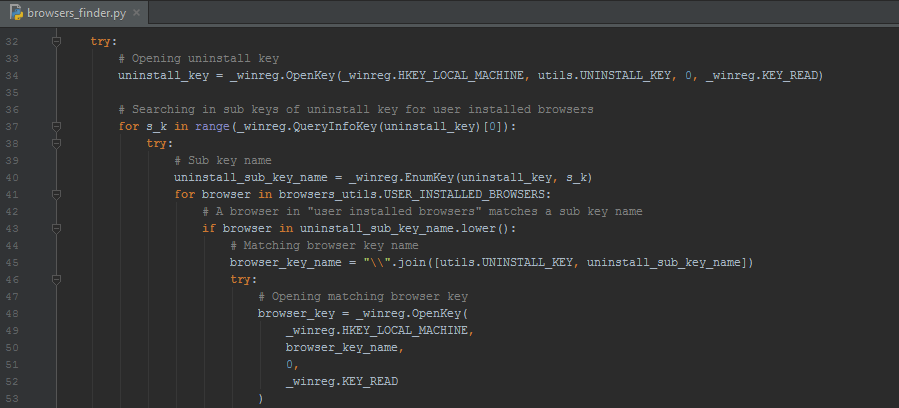 browsers_finder.py
32 try:
33 # Opening uninstall key
34 uninstall_key = _winreg.OpenKey(_winreg.HKEY_LOCAL_MACHINE, utils.UNINSTALL_KEY, 0, _winreg.KEY_READ)
35
36 # Searching in sub keys of uninstall key for user installed browsers
37 for s_k in range(_winreg.QueryInfoKey(uninstall_key)[0]):
38 try:
39 # Sub key name
40 uninstall_sub_key_name = _winreg.EnumKey(uninstall_key, s_k)
41 for browser in browsers_utils.USER_INSTALLED_BROWSERS:
42 # A browser in "user installed browsers" matches a sub key name
43 if browser in uninstall_sub_key_name.lower():
44 # Matching browser key name
45 browser_key_name = "\\".join([utils.UNINSTALL_KEY, uninstall_sub_key_name])
46 try:
47 # Opening matching browser key
48 browser_key = _winreg.OpenKey(
49 _winreg.HKEY_LOCAL_MACHINE,
50 browser_key_name,
51 0,
52 _winreg.KEY_READ
53 )